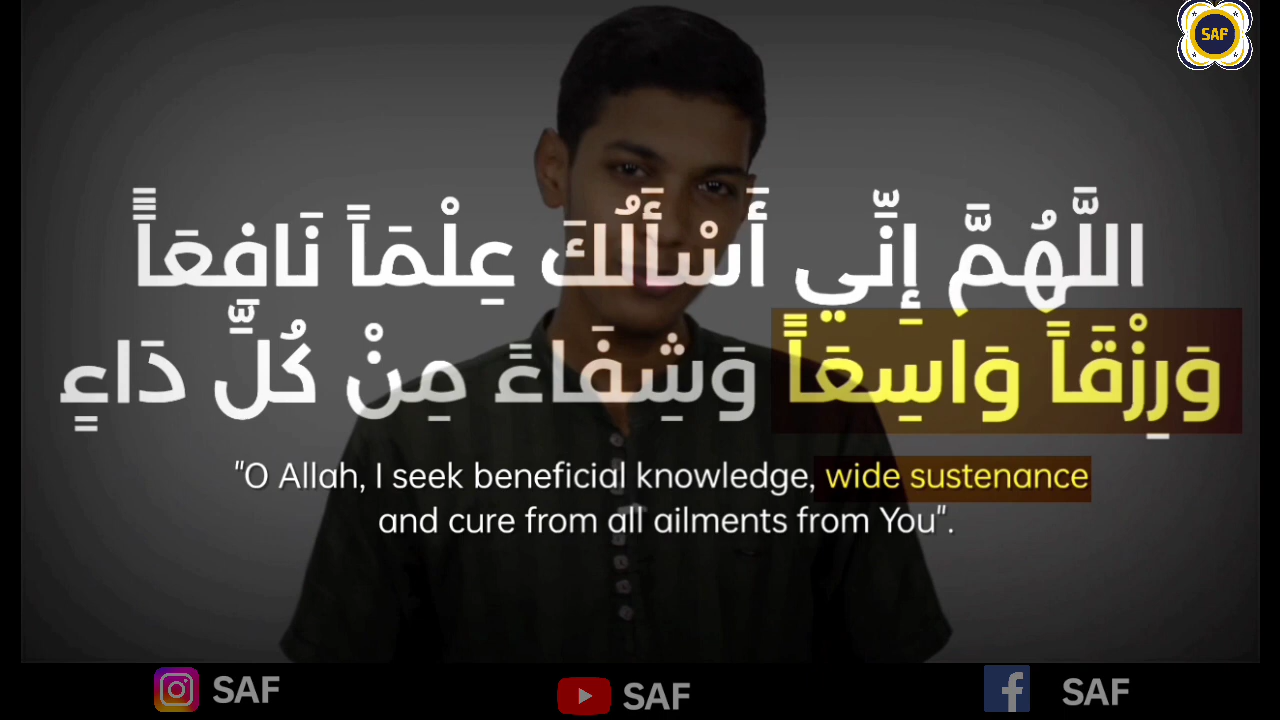 SAF
اللَّهُمَّ إِنِّي أَسْأَلُكَ عِلْمَاً نَافِعَاً
وَرِزْقَاً وَاسِعَاً وَشِفَاءً مِنْ كُلِّ دَاءٍ
"O Allah, I seek beneficial knowledge, wide sustenance
and cure from all ailments from You".
SAF SAF SAF